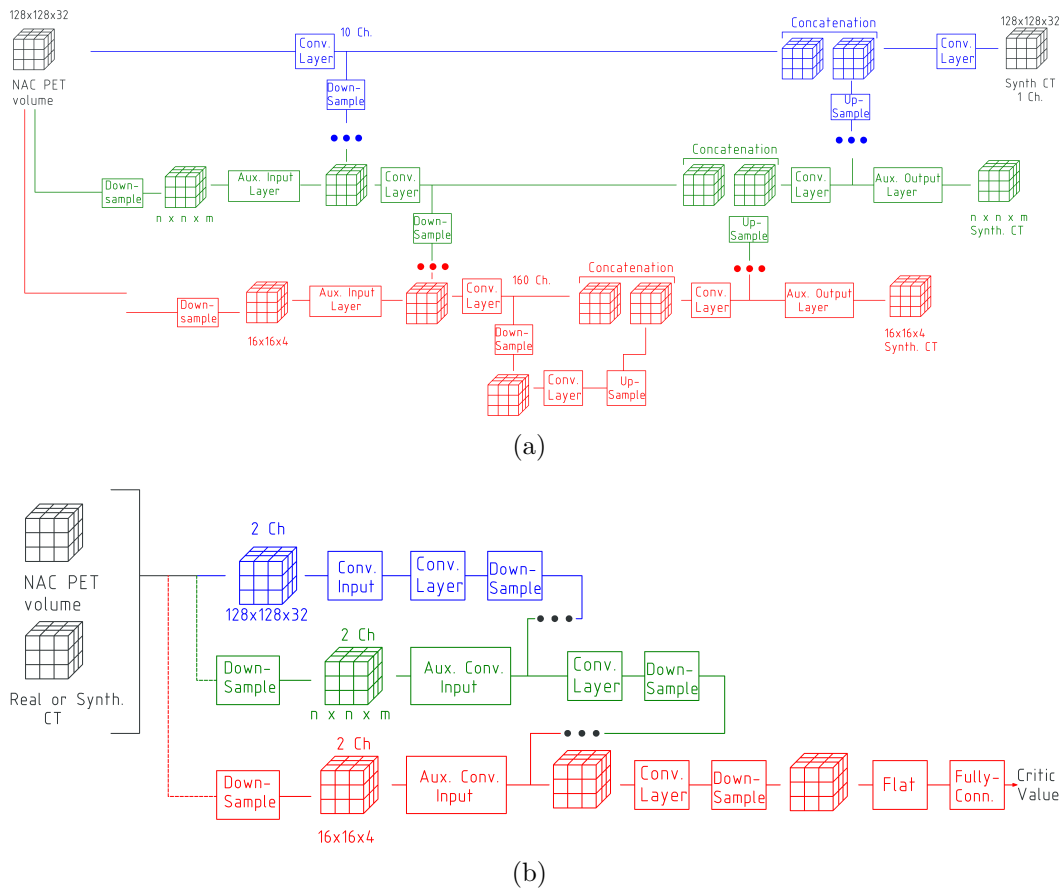 128x128x32
NAC PET
volume
Conv.
Layer
10 Ch.
Down-
Sample
Concatenation
Up-
Sample
Conv.
Layer
128x128x32
Synth CT
1 Ch.
Down-
sample
n x n x m
Aux. Input
Layer
Conv.
Layer
Down-
Sample
Concatenation
Up-
Sample
Conv.
Layer
Aux. Output
Layer
n x n x m
Synth. CT
Down-
sample
16x16x4
Aux. Input
Layer
Conv.
Layer
160 Ch.
Down-
Sample
Conv.
Layer
Up-
Sample
Concatenation
Conv.
Layer
Aux. Output
Layer
16x16x4
Synth. CT
(a)
NAC PET
volume
Real or Synth.
CT
2 Ch
128x128x32
Conv.
Input
Conv.
Layer
Down-
Sample
Down-
Sample
2 Ch
n x n x m
Aux. Conv.
Input
Conv.
Layer
Down-
Sample
Down-
Sample
2 Ch
16x16x4
Aux. Conv.
Input
Conv.
Layer
Down-
Sample
Flat
Fully-
Conn.
Critic
Value
(b)